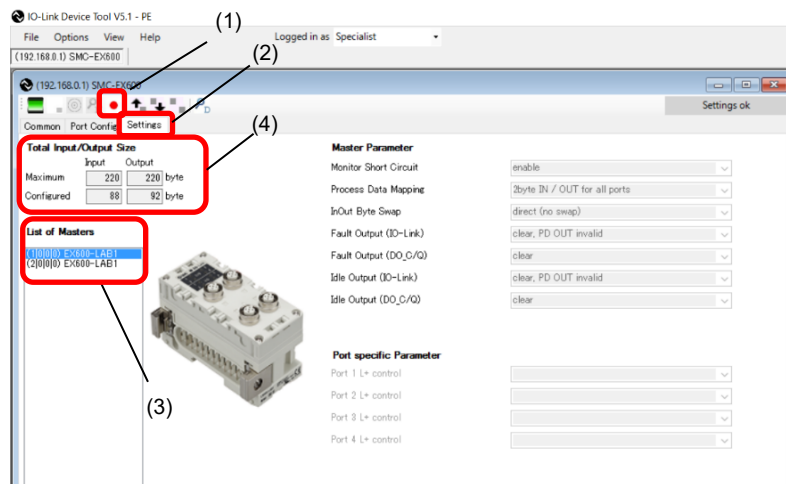 IO-Link Device Tool V5.1 - PE
(1)
File Options View Help Logged in as Specialist
(2)
(192.168.0.1) SMC-EX600
(192.168.0.1) SMC-EX600
Settings ok
Common Port Config Settings
(4)
Total Input/Output Size
Input Output
Maximum 220 220 byte
Configured 88 92 byte
List of Masters
(1|0|0|0) EX600-LAB1
(2|0|0|0) EX600-LAB1
(3)
Master Parameter
Monitor Short Circuit enable
Process Data Mapping 2byte IN / OUT for all ports
InOut Byte Swap direct (no swap)
Fault Output (IO-Link) clear, PD OUT invalid
Fault Output (DO_C/Q) clear
Idle Output (IO-Link) clear, PD OUT invalid
Idle Output (DO_C/Q) clear
Port specific Parameter
Port 1 L+ control
Port 2 L+ control
Port 3 L+ control
Port 4 L+ control